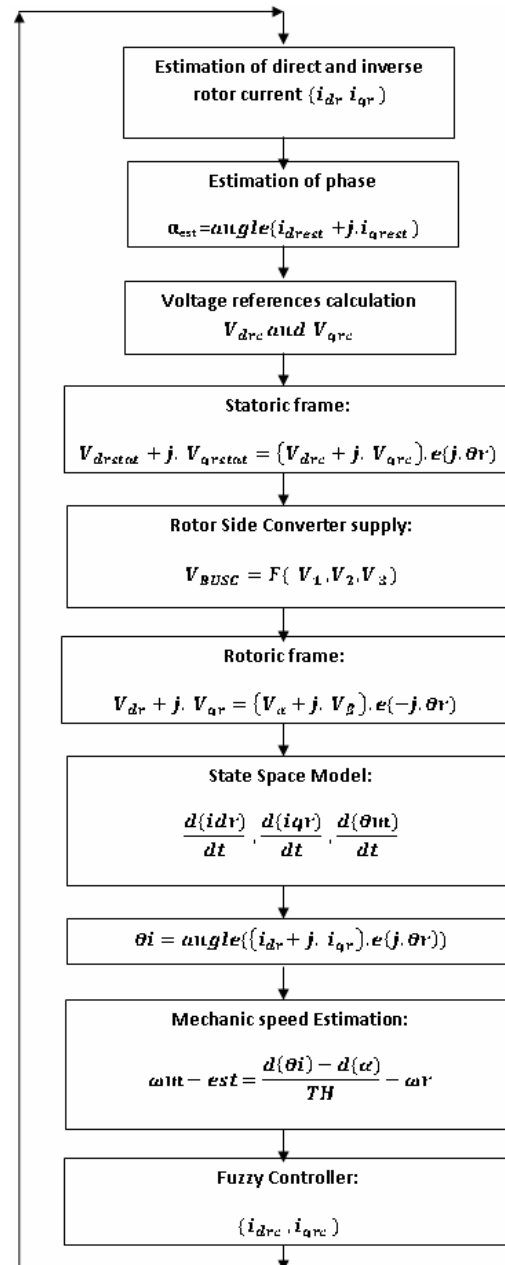 Estimation of direct and inverse
rotor current (i_dr i_qr)
Estimation of phase
α_est=angle(i_drest + j.i_qrest)
Voltage references calculation
V_drc and V_qrc
Statoric frame:
V_drstat + j. V_qrstat = (V_drc + j. V_qrc).e(j.θr)
Rotor Side Converter supply:
V_BUSC = F( V_1,V_2,V_3)
Rotoric frame:
V_dr + j. V_qr = (V_α + j. V_β).e(-j.θr)
State Space Model:
d(idr)/dt , d(iqr)/dt , d(θm)/dt
θi = angle((i_dr + j. i_qr).e(j.θr))
Mechanic speed Estimation:
ωm - est = (d(θi) - d(α))/TH - ωr
Fuzzy Controller:
(i_drc , i_qrc)